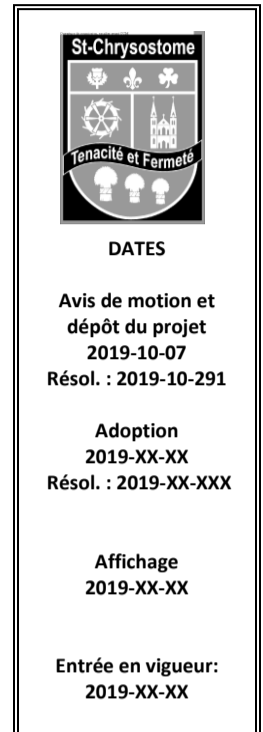 St-Chrysostome
Tenacité et Fermeté
DATES
Avis de motion et
dépôt du projet
2019-10-07
Résol. : 2019-10-291
Adoption
2019-XX-XX
Résol. : 2019-XX-XXX
Affichage
2019-XX-XX
Entrée en vigueur:
2019-XX-XX